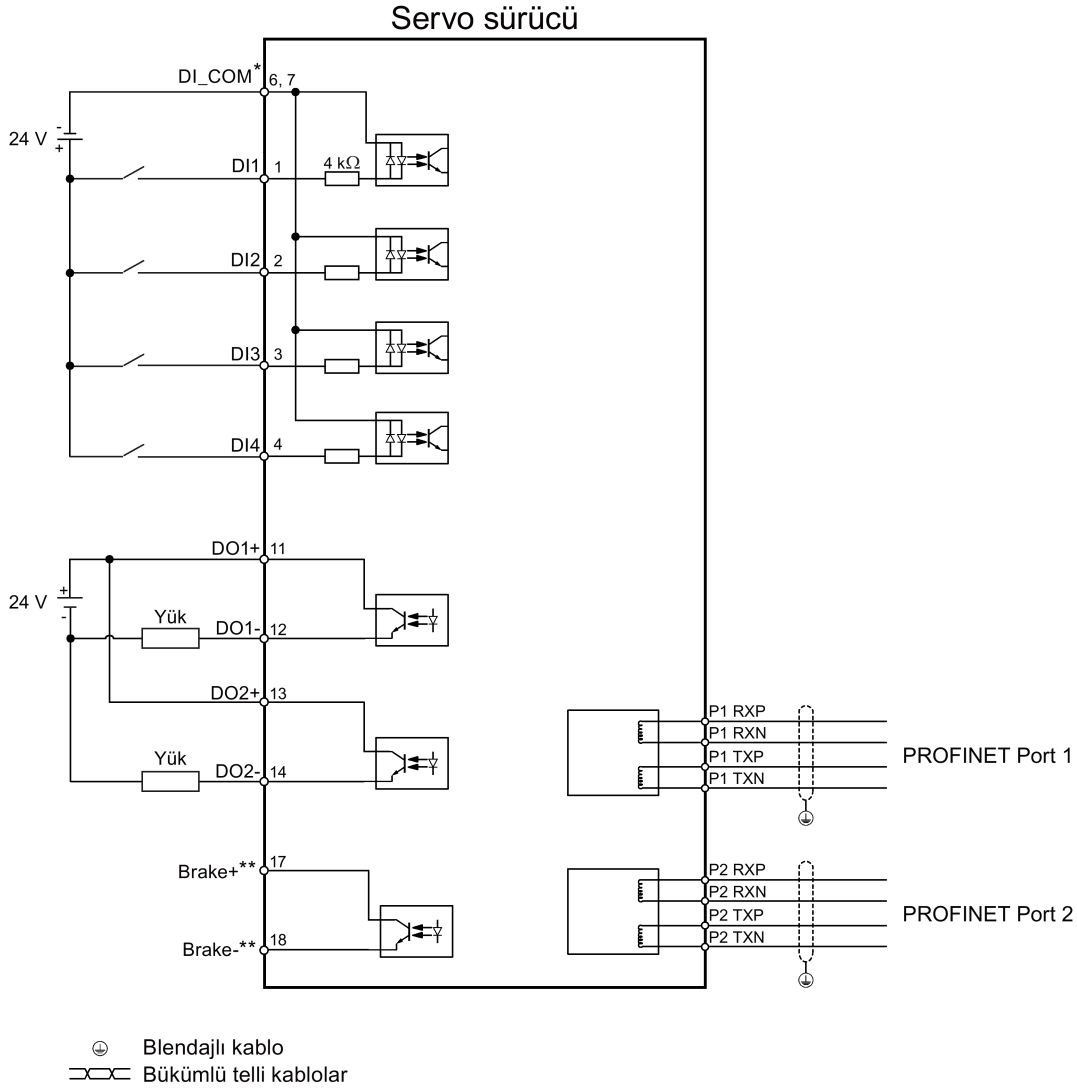 Servo sürücü
DI_COM*
6, 7
24 V
-
+
DI1
1
4 kΩ
DI2
2
DI3
3
DI4
4
DO1+
11
24 V
+
-
Yük
DO1-
12
DO2+
13
Yük
DO2-
14
Brake+**
17
Brake-**
18
P1 RXP
P1 RXN
P1 TXP
P1 TXN
PROFINET Port 1
P2 RXP
P2 RXN
P2 TXP
P2 TXN
PROFINET Port 2
Blendajlı kablo
Bükümlü telli kablolar